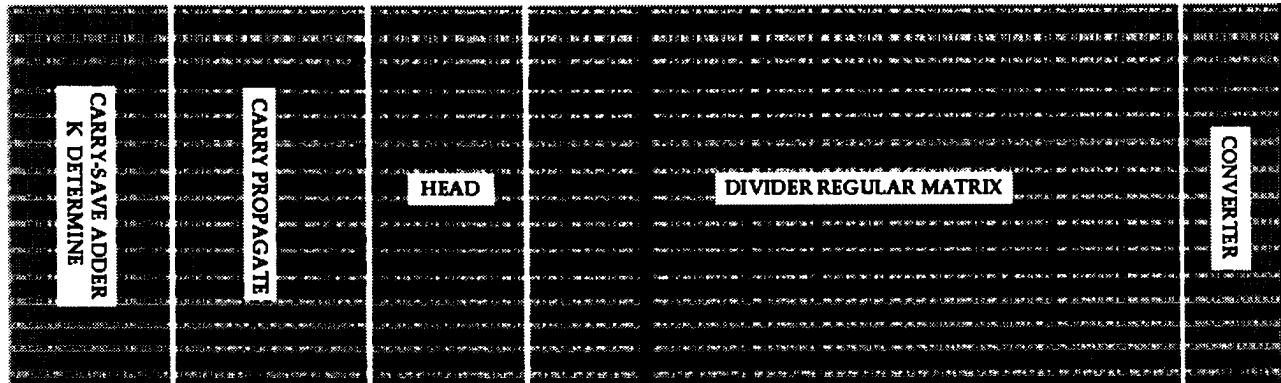 CARRY-SAVE ADDER
K DETERMINE
CARRY PROPAGATE
HEAD
DIVIDER REGULAR MATRIX
CONVERTER